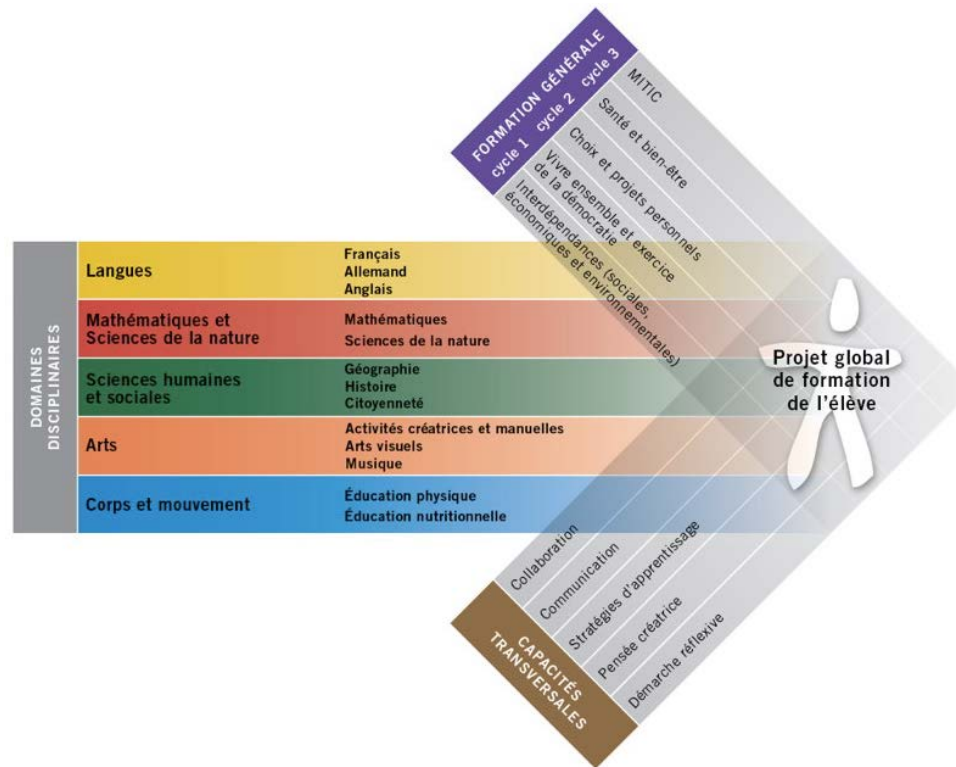 FORMATION GÉNÉRALE
cycle 1 cycle 2 cycle 3
MITIC
Santé et bien-être
Choix et projets personnels
Vivre ensemble et exercice
de la démocratie
Interdépendances (sociales,
économiques et environnementales)
DOMAINES
DISCIPLINAIRES
Langues
Français
Allemand
Anglais
Mathématiques et
Sciences de la nature
Mathématiques
Sciences de la nature
Sciences humaines
et sociales
Géographie
Histoire
Citoyenneté
Arts
Activités créatrices et manuelles
Arts visuels
Musique
Corps et mouvement
Éducation physique
Éducation nutritionnelle
Projet global
de formation
de l'élève
Collaboration
Communication
Stratégies d'apprentissage
Pensée créatrice
Démarche réflexive
CAPACITÉS
TRANSVERSALES